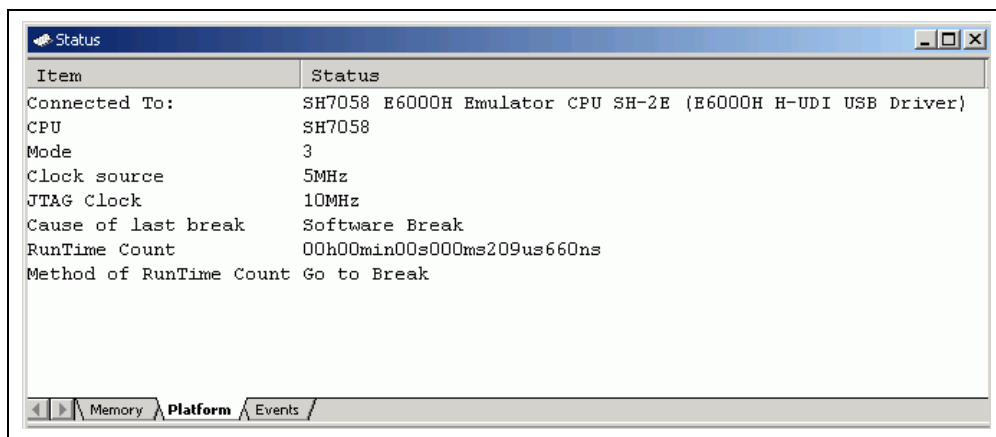 Status
Item Status
Connected To: SH7058 E6000H Emulator CPU SH-2E (E6000H H-UDI USB Driver)
CPU SH7058
Mode 3
Clock source 5MHz
JTAG Clock 10MHz
Cause of last break Software Break
RunTime Count 00h00min00s000ms209us660ns
Method of RunTime Count Go to Break
Memory Platform Events